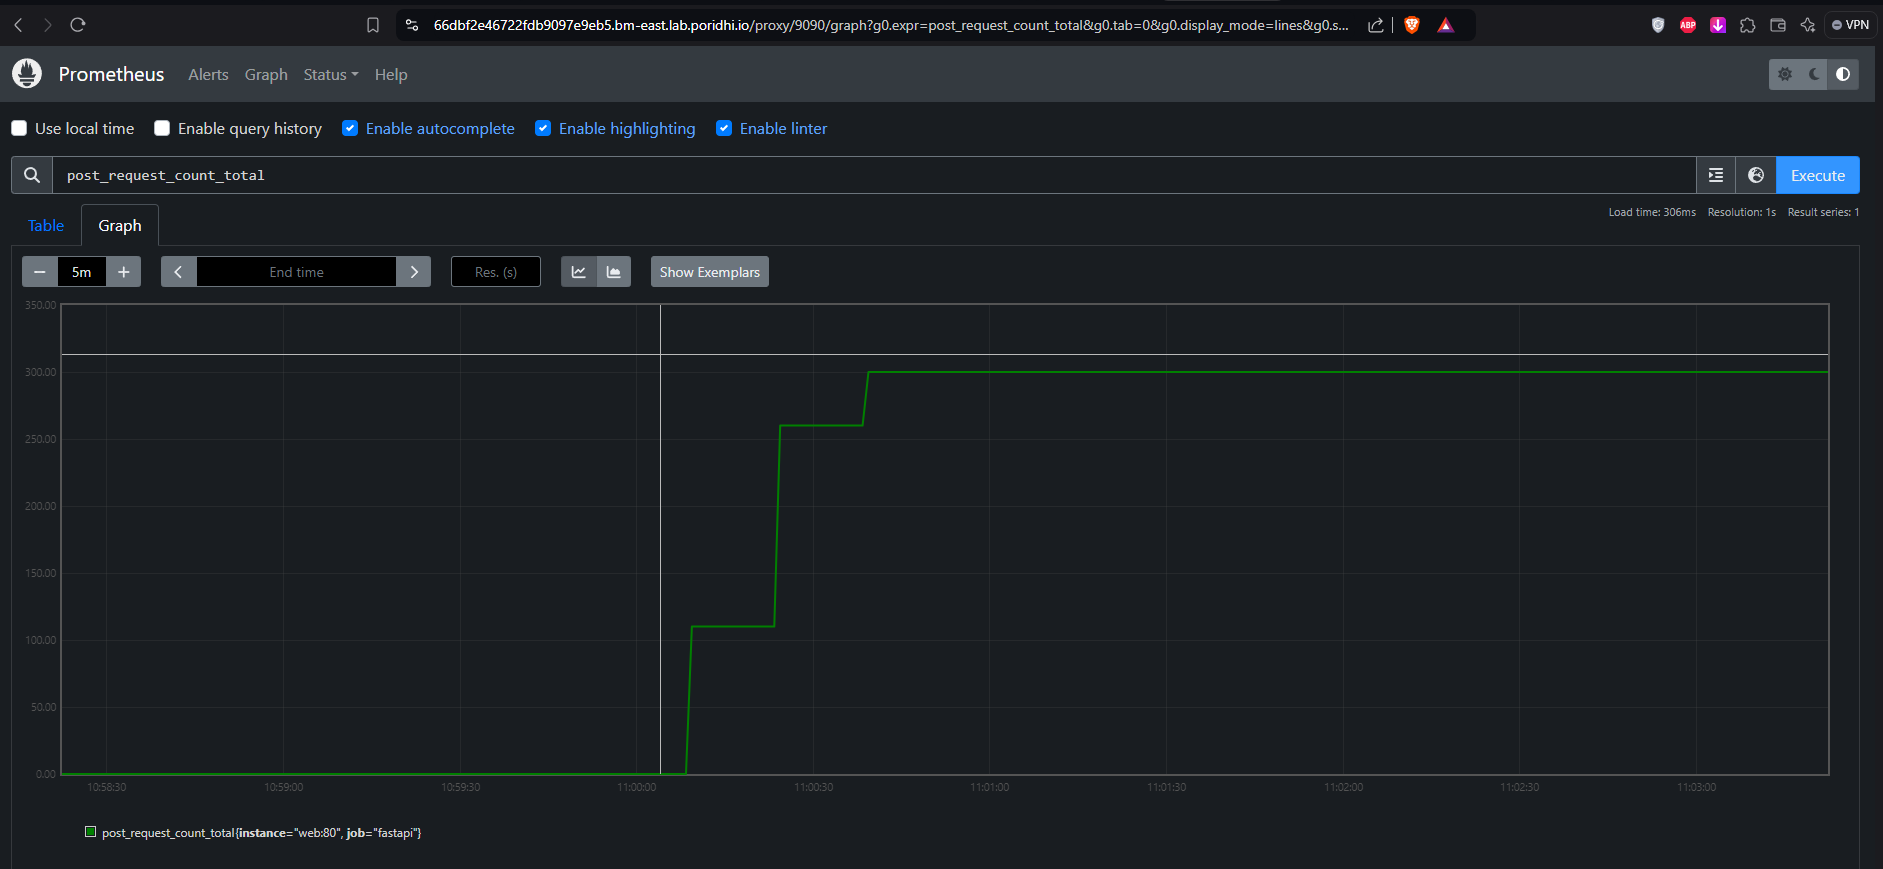 66dbf2e46722fdb9097e9eb5.bm-east.lab.poridhi.io/proxy/9090/graph?g0.expr=post_request_count_total&g0.tab=0&g0.display_mode=lines&g0.s...
ABP
VPN
Prometheus Alerts Graph Status Help
Use local time Enable query history Enable autocomplete Enable highlighting Enable linter
post_request_count_total
Execute
Table Graph
Load time: 306ms Resolution: 1s Result series: 1
− 5m + End time Res. (s) Show Exemplars
350.00
300.00
250.00
200.00
150.00
100.00
50.00
0.00
10:58:30 10:59:00 10:59:30 11:00:00 11:00:30 11:01:00 11:01:30 11:02:00 11:02:30 11:03:00
post_request_count_total{instance="web:80", job="fastapi"}